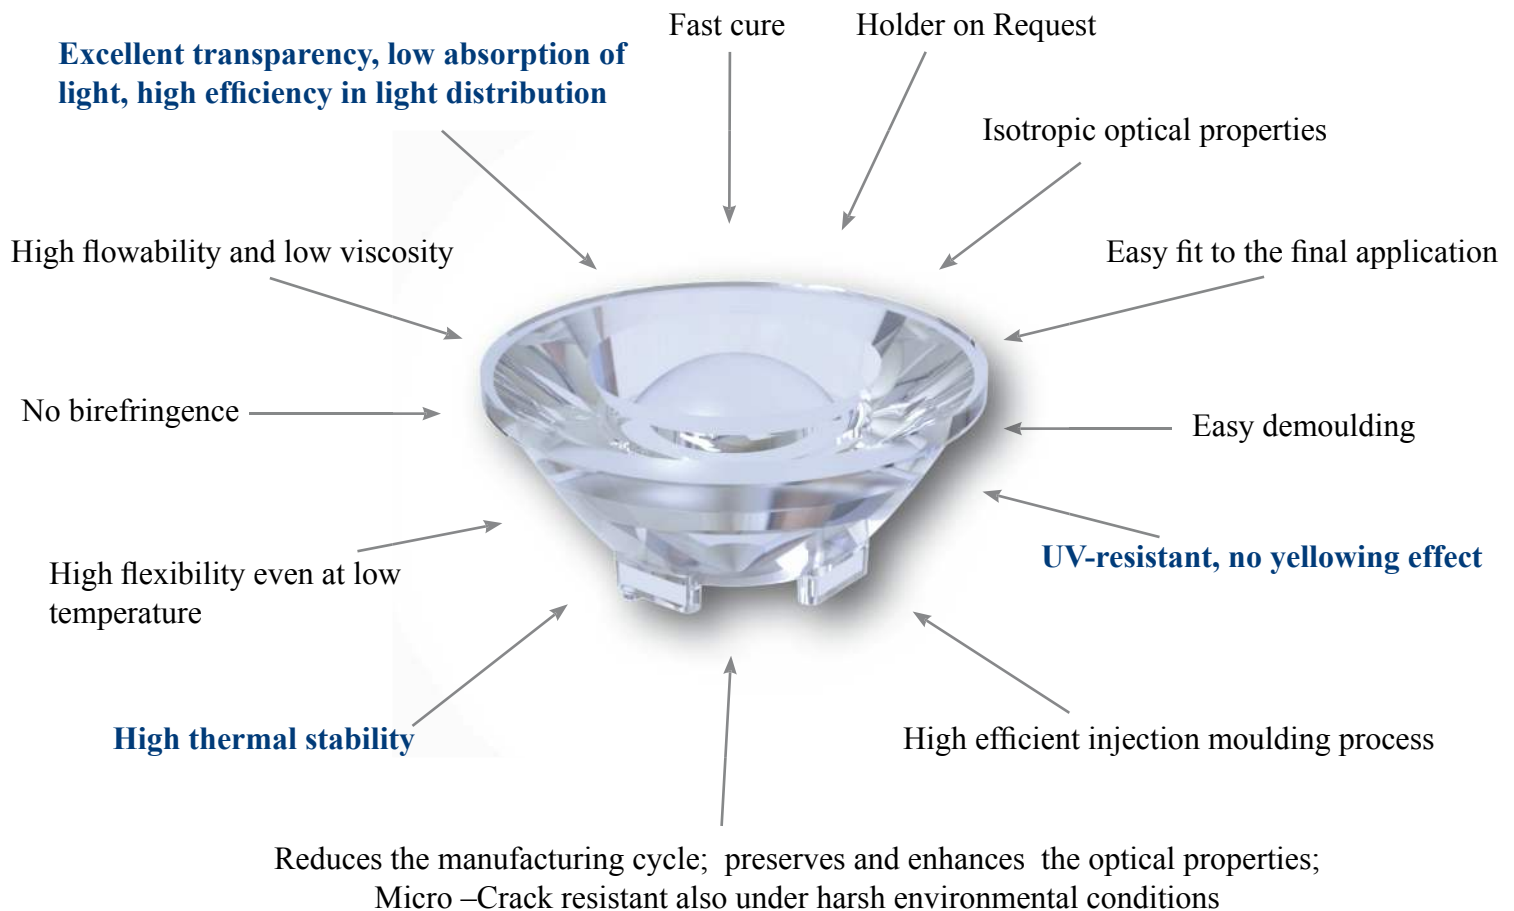 Fast cure
Holder on Request
Excellent transparency, low absorption of
light, high efficiency in light distribution
Isotropic optical properties
High flowability and low viscosity
Easy fit to the final application
No birefringence
Easy demoulding
UV-resistant, no yellowing effect
High flexibility even at low
temperature
High thermal stability
High efficient injection moulding process
Reduces the manufacturing cycle;  preserves and enhances  the optical properties;
Micro –Crack resistant also under harsh environmental conditions